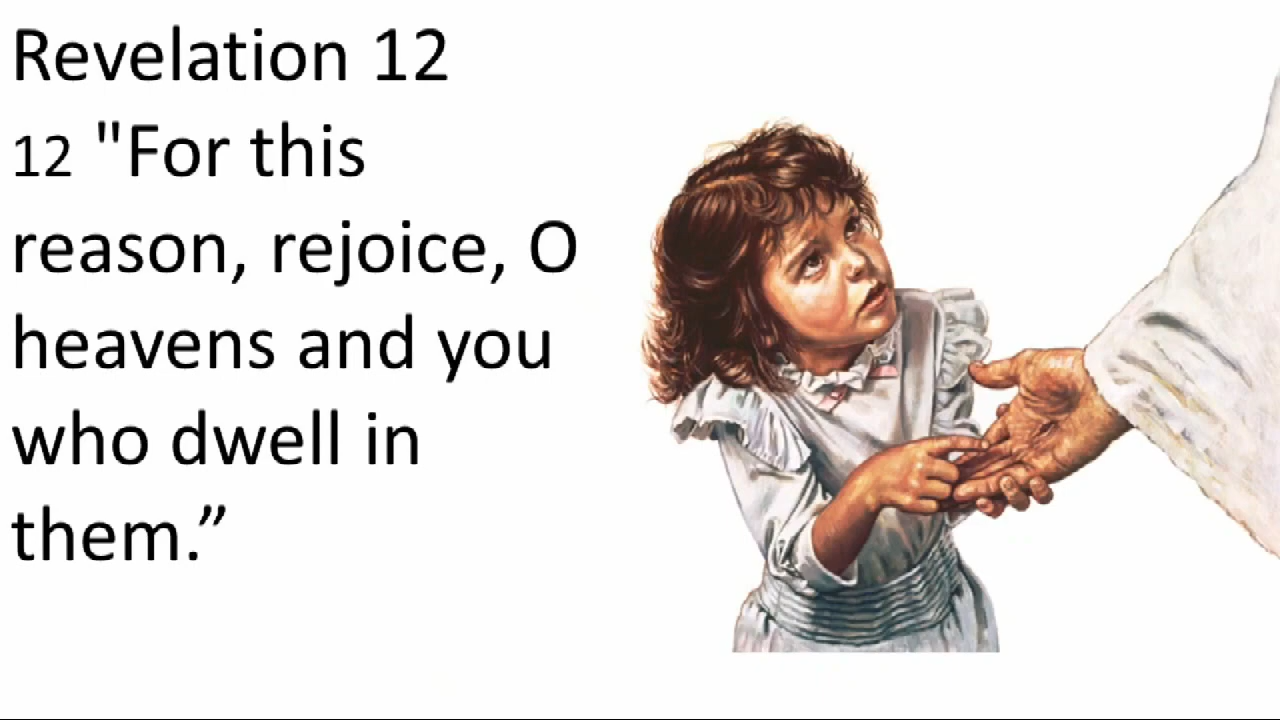 Revelation 12
12 "For this
reason, rejoice, O
heavens and you
who dwell in
them.”